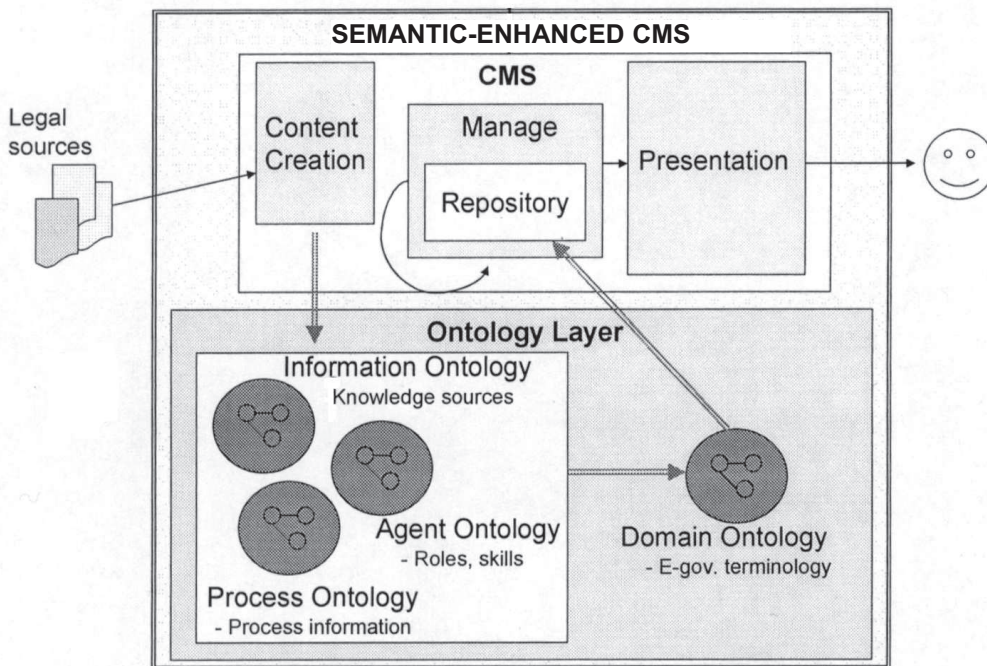 SEMANTIC-ENHANCED CMS
CMS
Legal
sources
Content
Creation
Manage
Repository
Presentation
Ontology Layer
Information Ontology
Knowledge sources
Agent Ontology
- Roles, skills
Process Ontology
- Process information
Domain Ontology
- E-gov. terminology